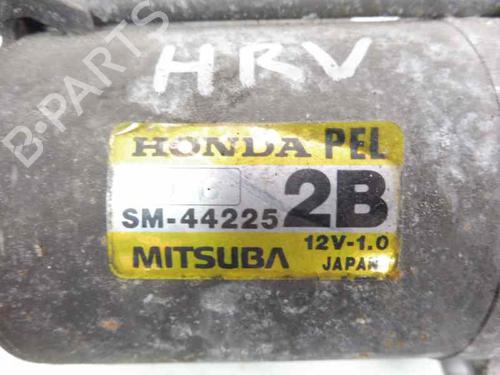 HRV
HONDA PEL
SM-44225 2B
12V-1.0
MITSUBA JAPAN
B-PARTS